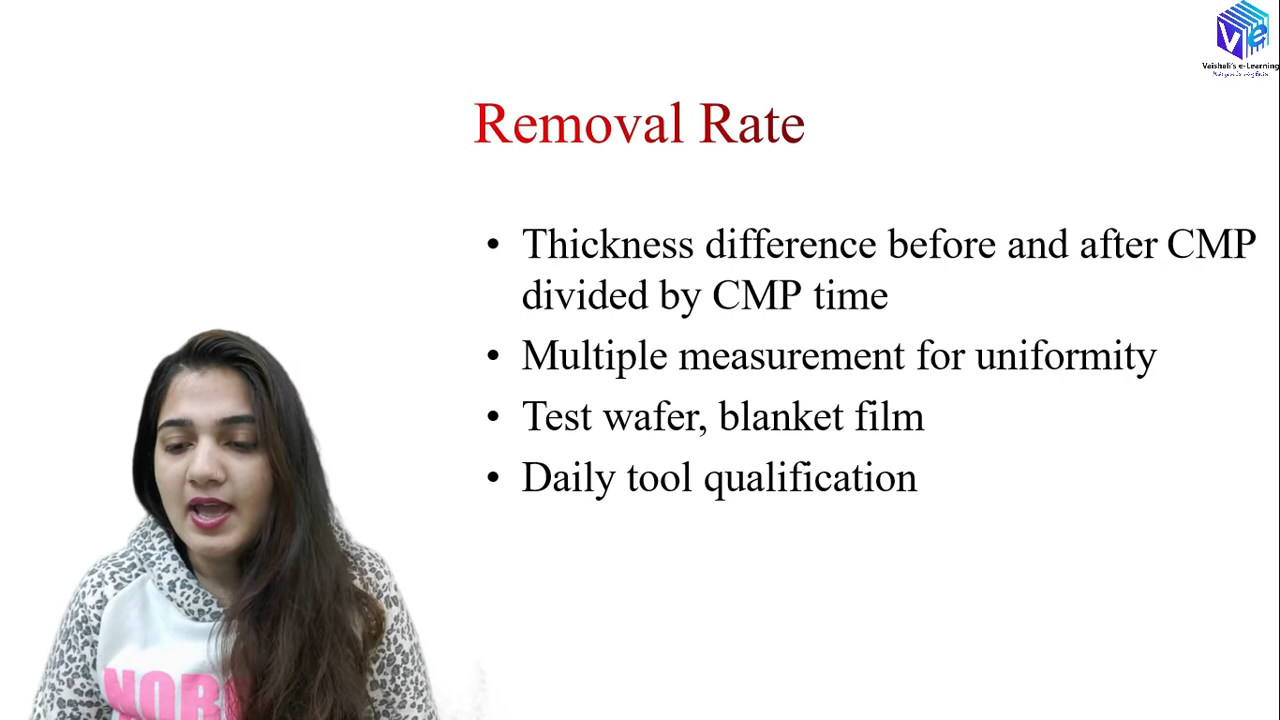 Ve
Vaishali's e-Learning
Removal Rate
• Thickness difference before and after CMP
divided by CMP time
• Multiple measurement for uniformity
• Test wafer, blanket film
• Daily tool qualification